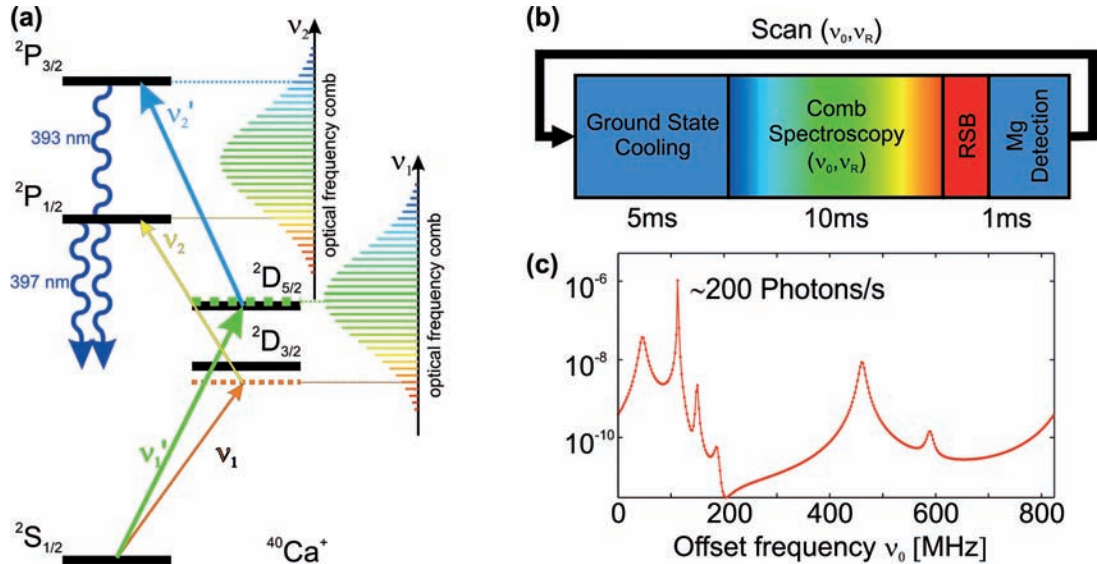 (a)
ν₂
²P₃/₂
ν₂'
393 nm
optical frequency comb
ν₁
²P₁/₂
ν₂
397 nm
optical frequency comb
²D₅/₂
²D₃/₂
ν₁'
ν₁
²S₁/₂
⁴⁰Ca⁺
(b)
Scan (ν₀,ν_R)
Ground State
Cooling
Comb
Spectroscopy
(ν₀,ν_R)
RSB
Mg
Detection
5ms
10ms
1ms
(c)
10⁻⁶
~200 Photons/s
10⁻⁸
10⁻¹⁰
0
200
400
600
800
Offset frequency ν₀ [MHz]